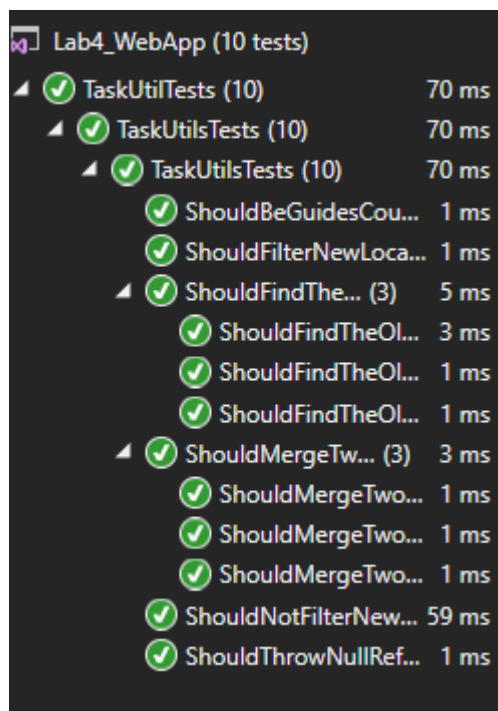 Lab4_WebApp (10 tests)
TaskUtilTests (10) 70 ms
TaskUtilsTests (10) 70 ms
TaskUtilsTests (10) 70 ms
ShouldBeGuidesCou... 1 ms
ShouldFilterNewLoca... 1 ms
ShouldFindThe... (3) 5 ms
ShouldFindTheOl... 3 ms
ShouldFindTheOl... 1 ms
ShouldFindTheOl... 1 ms
ShouldMergeTw... (3) 3 ms
ShouldMergeTwo... 1 ms
ShouldMergeTwo... 1 ms
ShouldMergeTwo... 1 ms
ShouldNotFilterNew... 59 ms
ShouldThrowNullRef... 1 ms